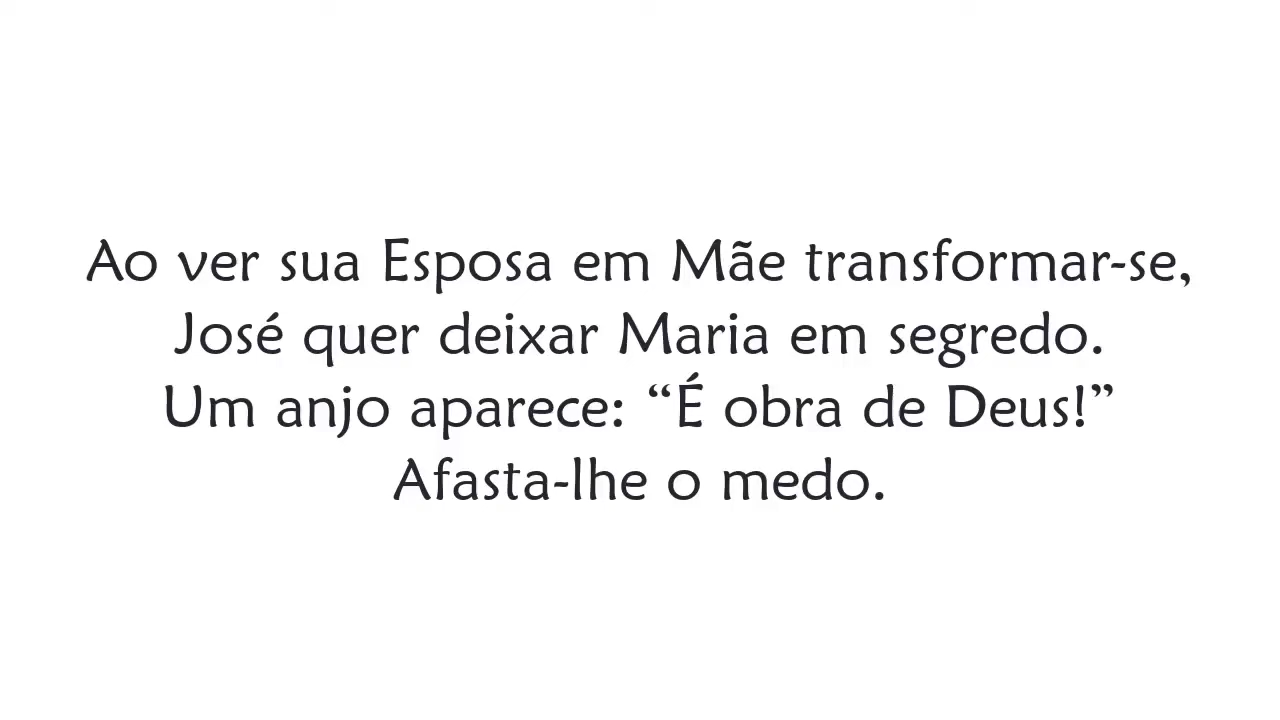 Ao ver sua Esposa em Mãe transformar-se,
José quer deixar Maria em segredo.
Um anjo aparece: “É obra de Deus!”
Afasta-lhe o medo.